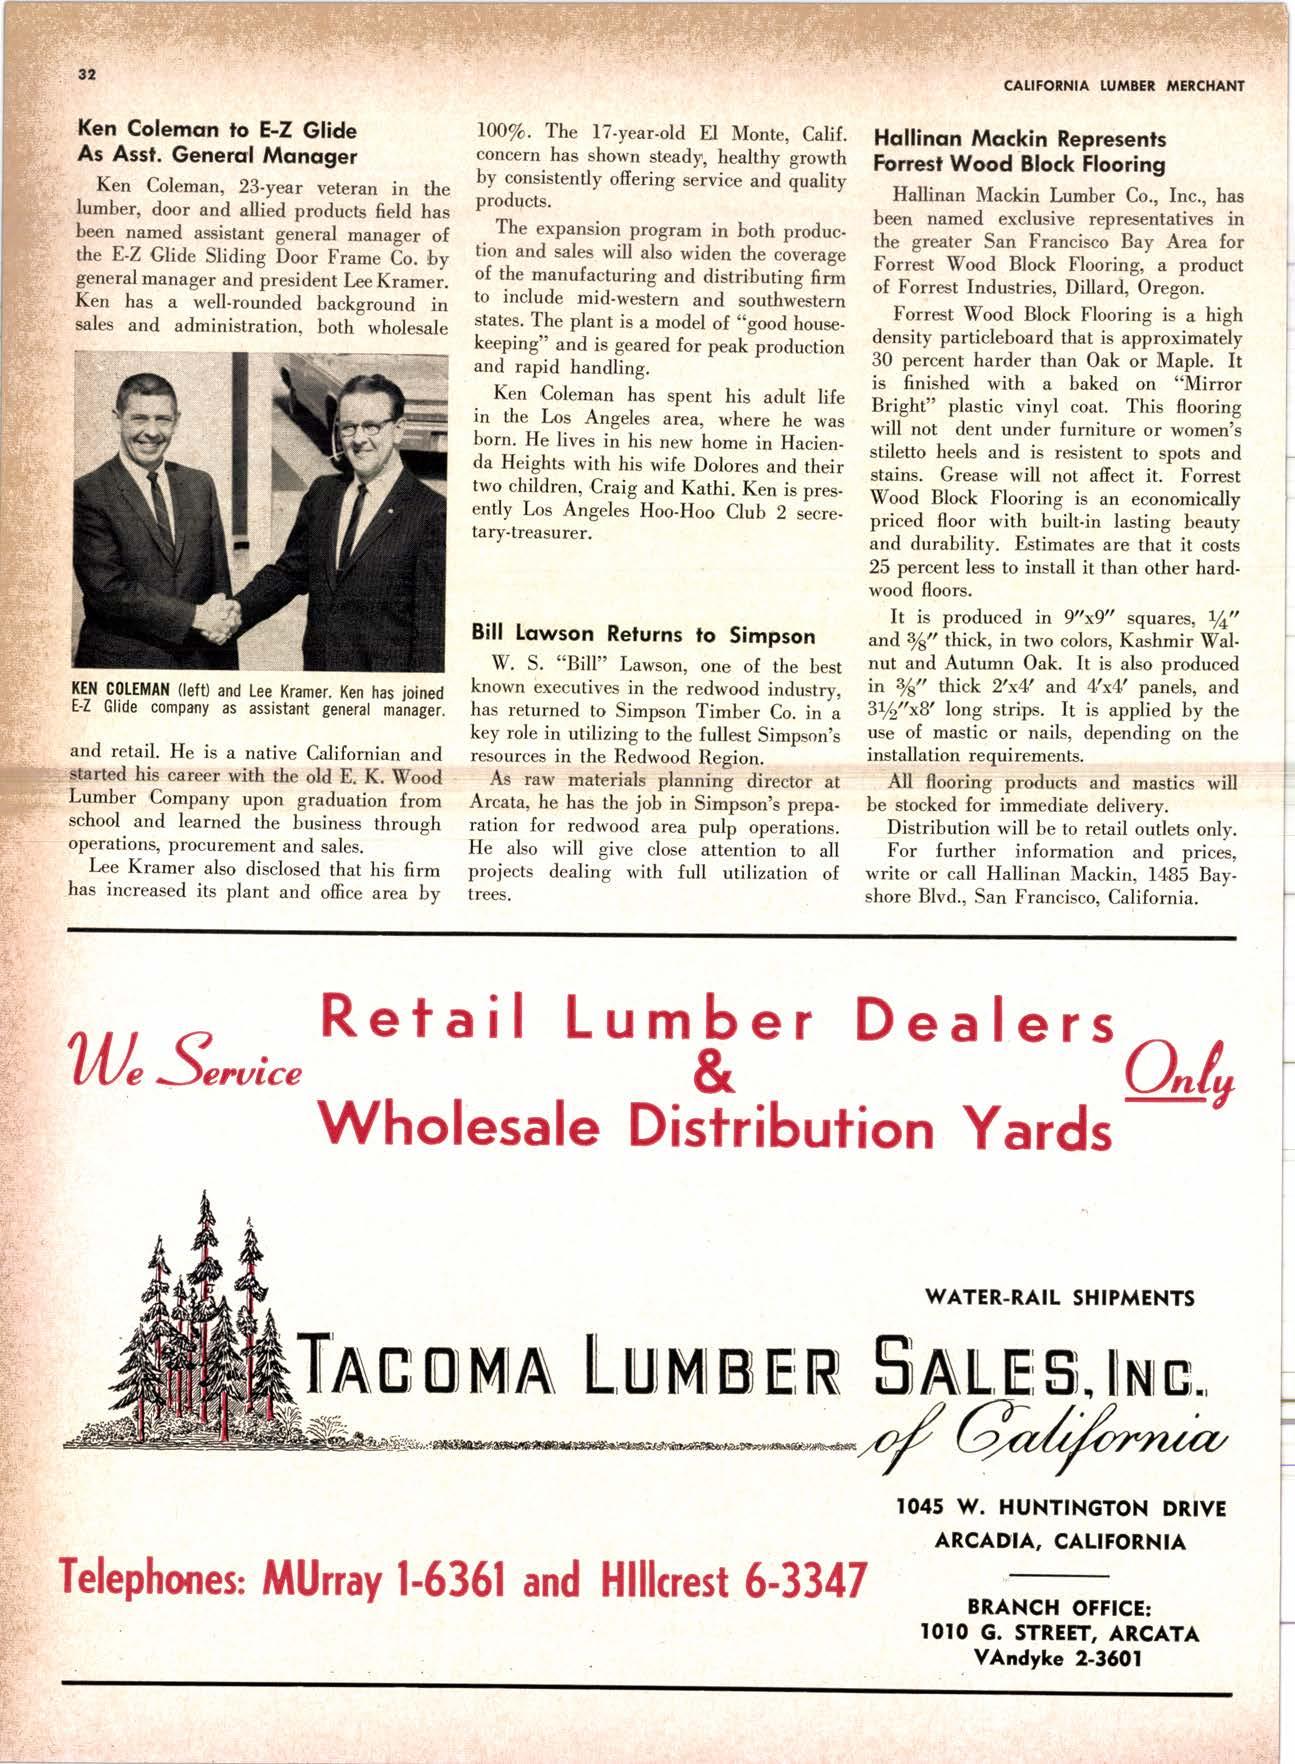 32
CALIFORNIA LUMBER MERCHANT
Ken Coleman to E-Z Glide
As Asst. General Manager
Ken Coleman, 23-year veteran in the
lumber, door and allied products field has
been named assistant general manager of
the E-Z Glide Sliding Door Frame Co. by
general manager and president Lee Kramer.
Ken has a well-rounded background in
sales and administration, both wholesale
KEN COLEMAN (left) and Lee Kramer. Ken has joined
E-Z Glide company as assistant general manager.
and retail. He is a native Californian and
started his career with the old E. K. Wood
Lumber Company upon graduation from
school and learned the business through
operations, procurement and sales.
Lee Kramer also disclosed that his firm
has increased its plant and office area by
100%. The 17-year-old El Monte, Calif.
concern has shown steady, healthy growth
by consistently offering service and quality
products.
The expansion program in both produc-
tion and sales will also widen the coverage
of the manufacturing and distributing firm
to include mid-western and southwestern
states. The plant is a model of "good house-
keeping" and is geared for peak production
and rapid handling.
Ken Coleman has spent his adult life
in the Los Angeles area, where he was
born. He lives in his new home in Hacien-
da Heights with his wife Dolores and their
two children, Craig and Kathi. Ken is pres-
ently Los Angeles Hoo-Hoo Club 2 secre-
tary-treasurer.
Bill Lawson Returns to Simpson
W. S. "Bill" Lawson, one of the best
known executives in the redwood industry,
has returned to Simpson Timber Co. in a
key role in utilizing to the fullest Simpson's
resources in the Redwood Region.
As raw materials planning director at
Arcata, he has the job in Simpson's prepa-
ration for redwood area pulp operations.
He also will give close attention to all
projects dealing with full utilization of
trees.
Hallinan Mackin Represents
Forrest Wood Block Flooring
Hallinan Mackin Lumber Co., Inc., has
been named exclusive representatives in
the greater San Francisco Bay Area for
Forrest Wood Block Flooring, a product
of Forrest Industries, Dillard, Oregon.
Forrest Wood Block Flooring is a high
density particleboard that is approximately
30 percent harder than Oak or Maple. It
is finished with a baked on "Mirror
Bright" plastic vinyl coat. This flooring
will not dent under furniture or women's
stiletto heels and is resistent to spots and
stains. Grease will not affect it. Forrest
Wood Block Flooring is an economically
priced floor with built-in lasting beauty
and durability. Estimates are that it costs
25 percent less to install it than other hard-
wood floors.
It is produced in 9"x9" squares, ¼"
and ⅜" thick, in two colors, Kashmir Wal-
nut and Autumn Oak. It is also produced
in ⅜" thick 2'x4' and 4'x4' panels, and
3½"x8' long strips. It is applied by the
use of mastic or nails, depending on the
installation requirements.
All flooring products and mastics will
be stocked for immediate delivery.
Distribution will be to retail outlets only.
For further information and prices,
write or call Hallinan Mackin, 1485 Bay-
shore Blvd., San Francisco, California.
We Service
Retail Lumber Dealers
&
Wholesale Distribution Yards
Only
WATER-RAIL SHIPMENTS
TACOMA LUMBER SALES, INC.
of California
1045 W. HUNTINGTON DRIVE
ARCADIA, CALIFORNIA
Telephones: MUrray 1-6361 and HIllcrest 6-3347
BRANCH OFFICE:
1010 G. STREET, ARCATA
VAndyke 2-3601